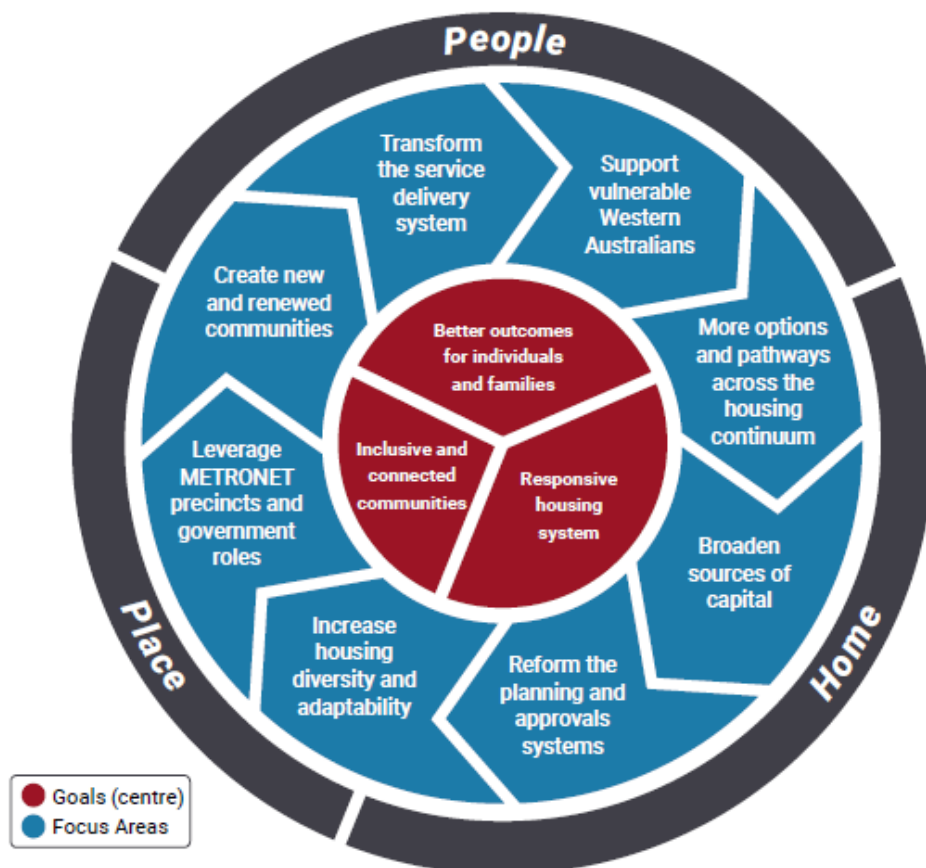 People
Transform
the service
delivery
system
Support
vulnerable
Western
Australians
More options
and pathways
across the
housing
continuum
Broaden
sources of
capital
Reform the
planning and
approvals
systems
Increase
housing
diversity and
adaptability
Leverage
METRONET
precincts and
government
roles
Create new
and renewed
communities
Better outcomes
for individuals
and families
Inclusive and
connected
communities
Responsive
housing
system
Place
Home
Goals (centre)
Focus Areas